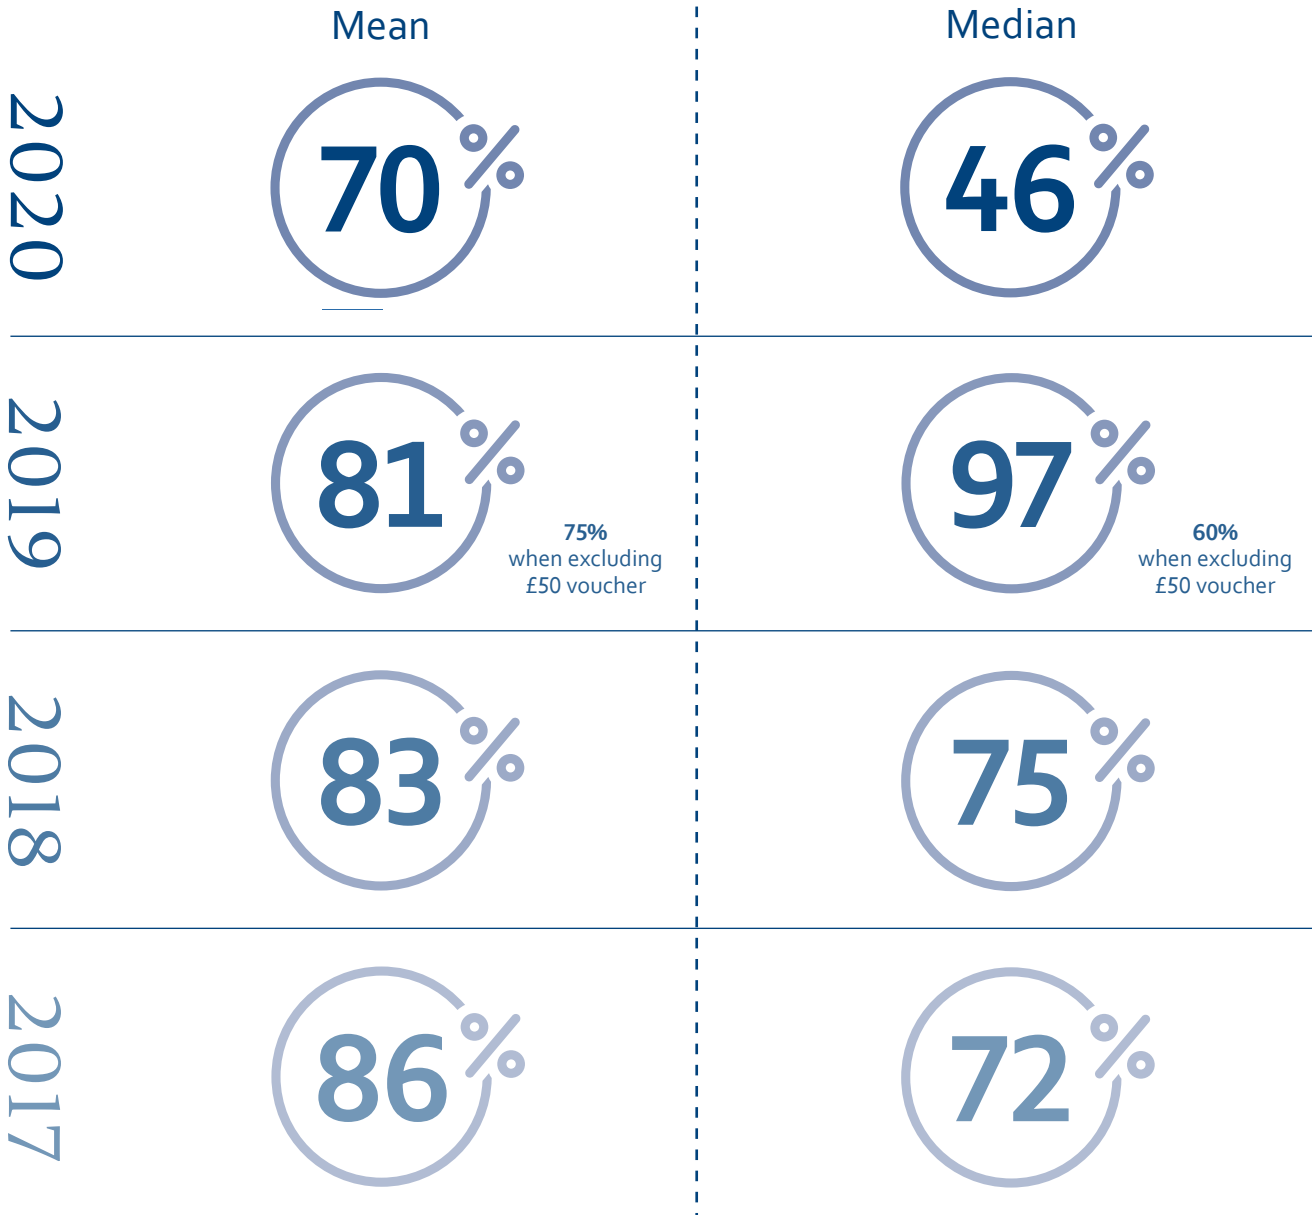 Mean
Median
2020
70%
46%
2019
81%
75%
when excluding
£50 voucher
97%
60%
when excluding
£50 voucher
2018
83%
75%
2017
86%
72%